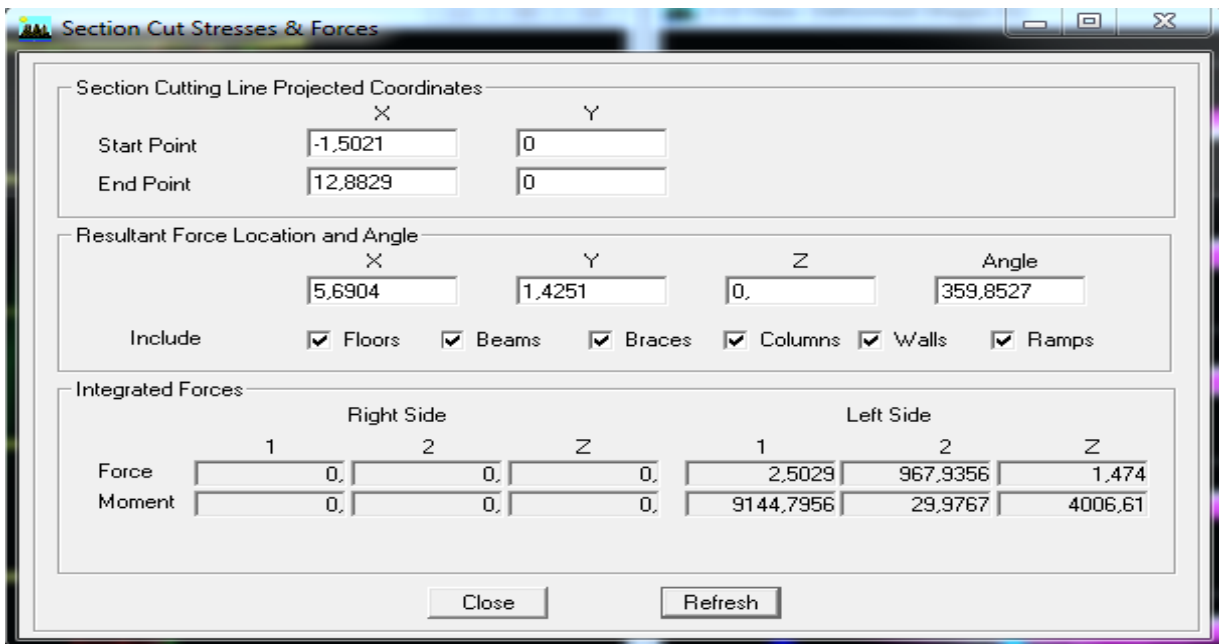 Section Cut Stresses & Forces
Section Cutting Line Projected Coordinates
X Y
Start Point -1,5021 0
End Point 12,8829 0
Resultant Force Location and Angle
X Y Z Angle
5,6904 1,4251 0, 359,8527
Include Floors Beams Braces Columns Walls Ramps
Integrated Forces
Right Side Left Side
1 2 Z 1 2 Z
Force 0, 0, 0, 2,5029 967,9356 1,474
Moment 0, 0, 0, 9144,7956 29,9767 4006,61
Close Refresh